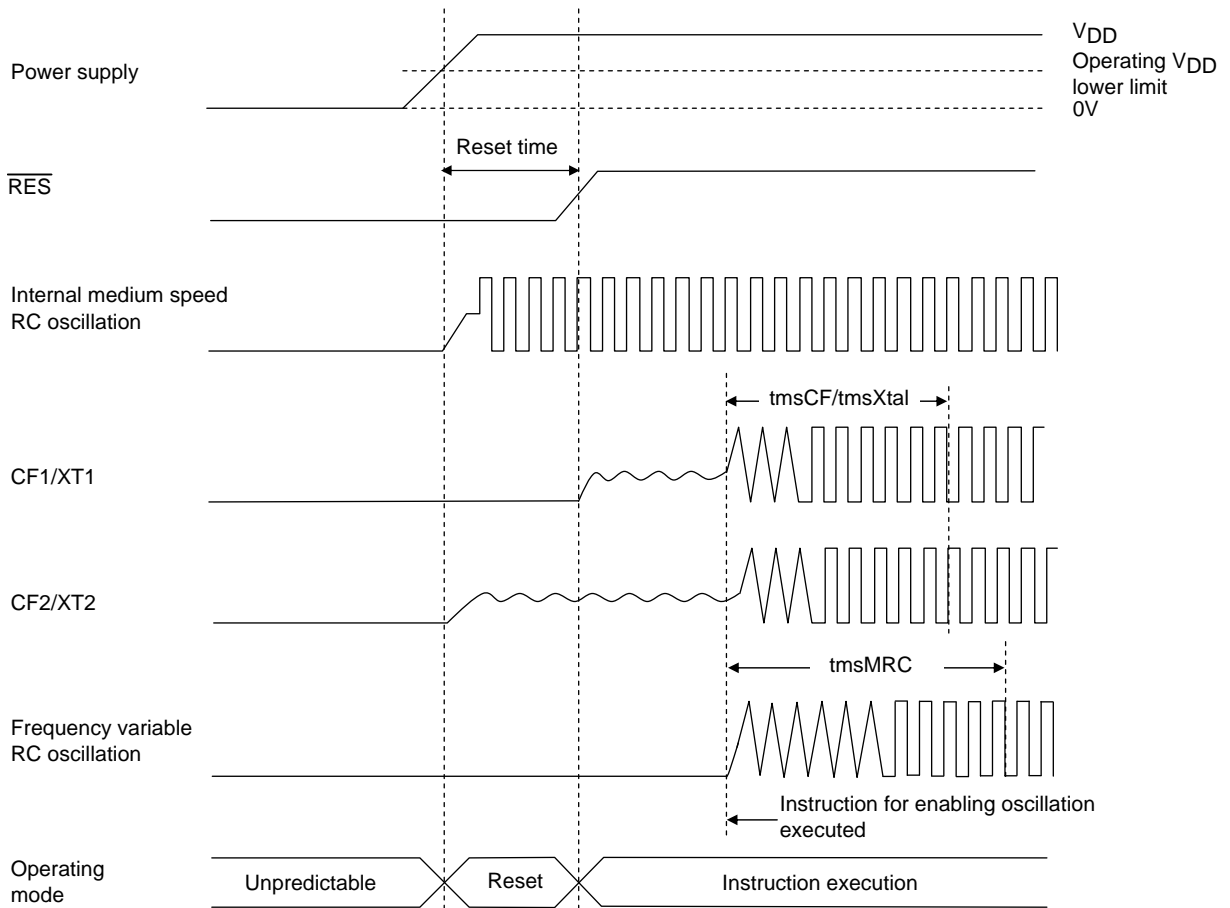 VDD
Operating VDD
lower limit
0V
Power supply
Reset time
RES
Internal medium speed
RC oscillation
tmsCF/tmsXtal
CF1/XT1
CF2/XT2
tmsMRC
Frequency variable
RC oscillation
Instruction for enabling oscillation
executed
Operating
mode
Unpredictable
Reset
Instruction execution